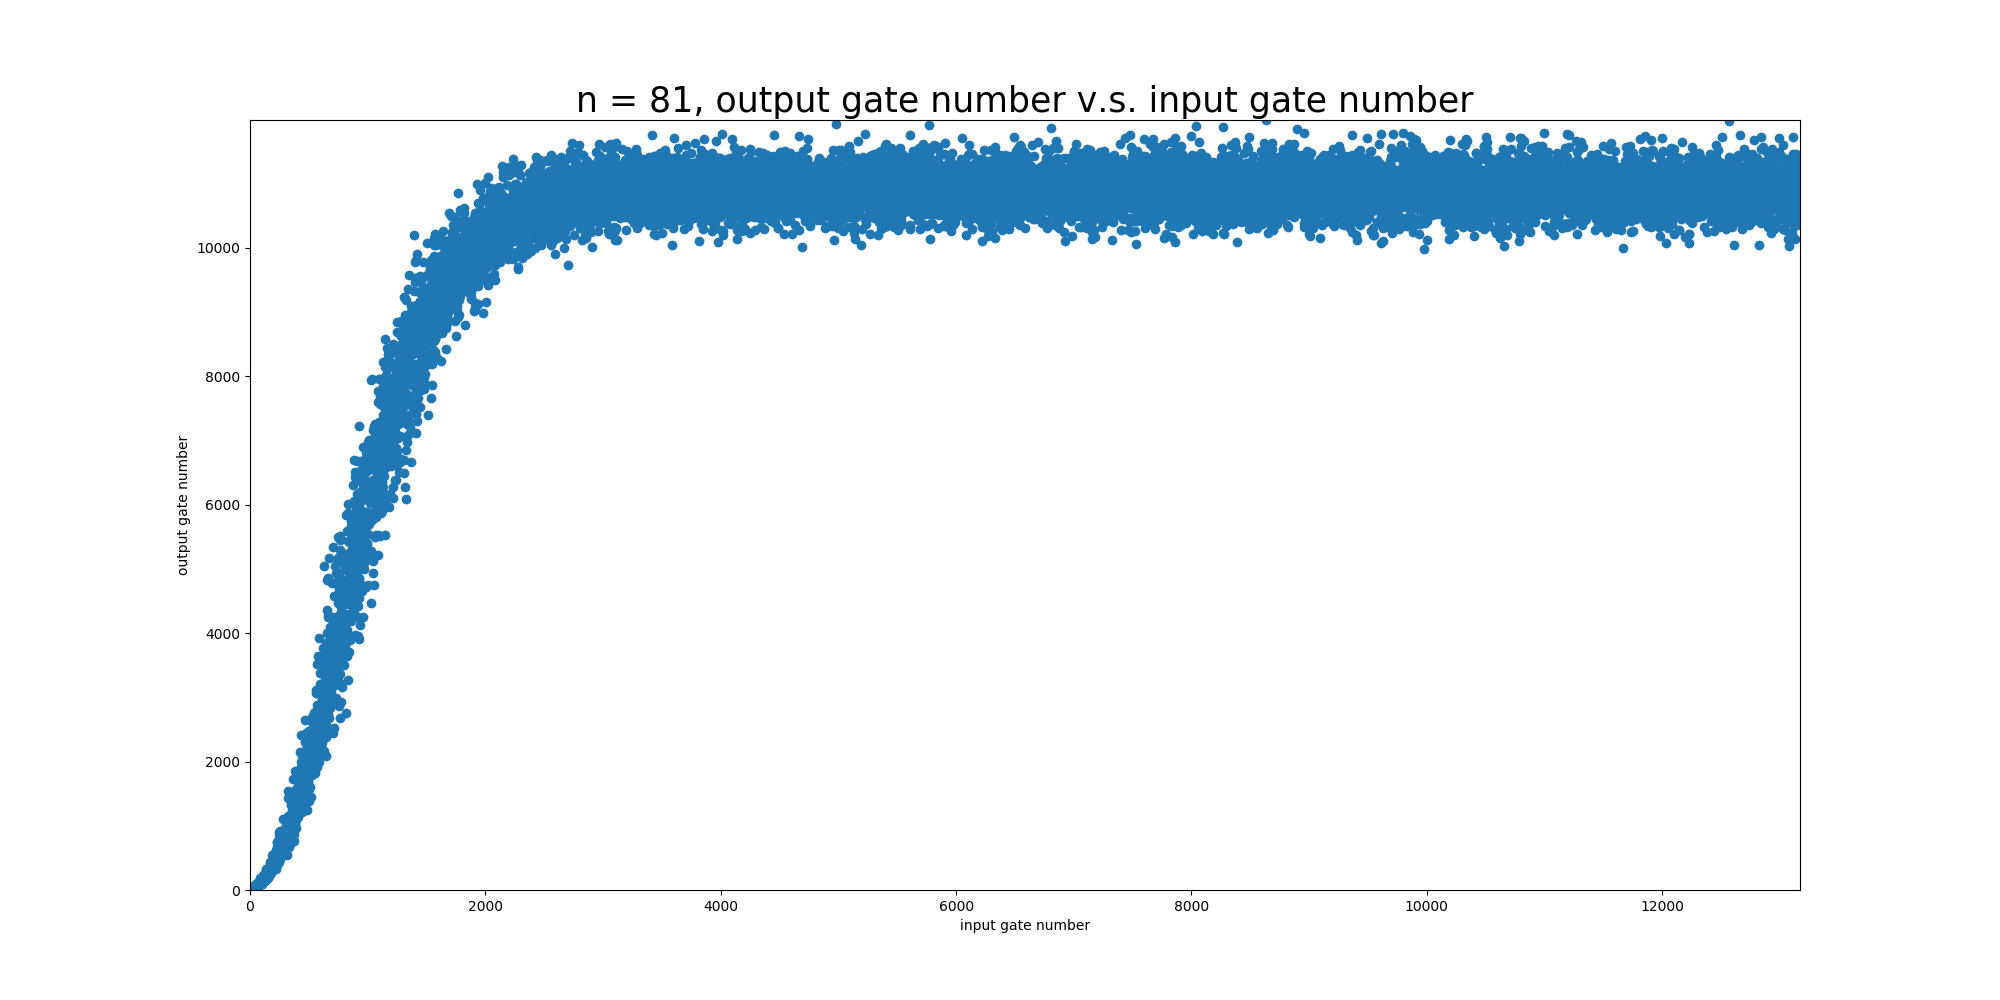 n = 81, output gate number v.s. input gate number
output gate number
10000
8000
6000
4000
2000
0
0 2000 4000 6000 8000 10000 12000
input gate number